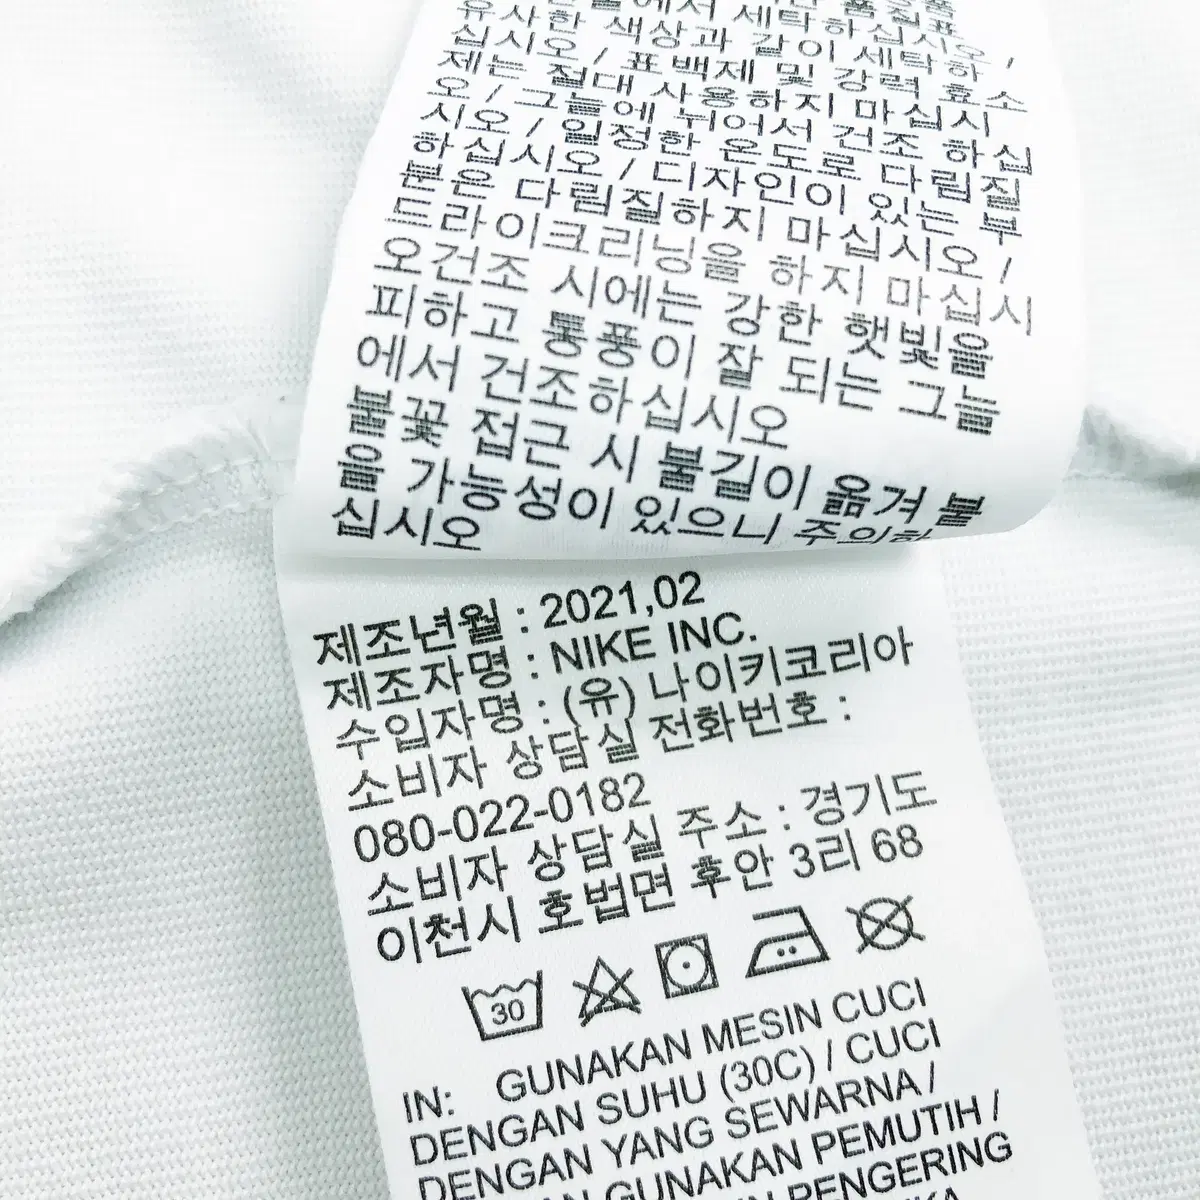 에서 세탁하십시오 /
유사한 색상과 같이 세탁하
십시오 / 표백제 및 강력 효소
제는 절대 사용하지 마십시
오 / 그늘에 뉘어서 건조 하십
시오 / 일정한 온도로 다림질
하십시오 / 디자인이 있는 부
분은 다림질하지 마십시오 /
드라이크리닝을 하지 마십시
오건조 시에는 강한 햇빛을
피하고 통풍이 잘 되는 그늘
에서 건조하십시오
불꽃 접근 시 불길이 옮겨 붙
을 가능성이 있으니 주의하
십시오
제조년월 : 2021,02
제조자명 : NIKE INC.
수입자명 : (유) 나이키코리아
소비자 상담실 전화번호 :
080-022-0182
소비자 상담실 주소 : 경기도
이천시 호법면 후안 3리 68
30
IN: GUNAKAN MESIN CUCI
DENGAN SUHU (30C) / CUCI
DENGAN YANG SEWARNA /
GUNAKAN PEMUTIH /
PENGERING